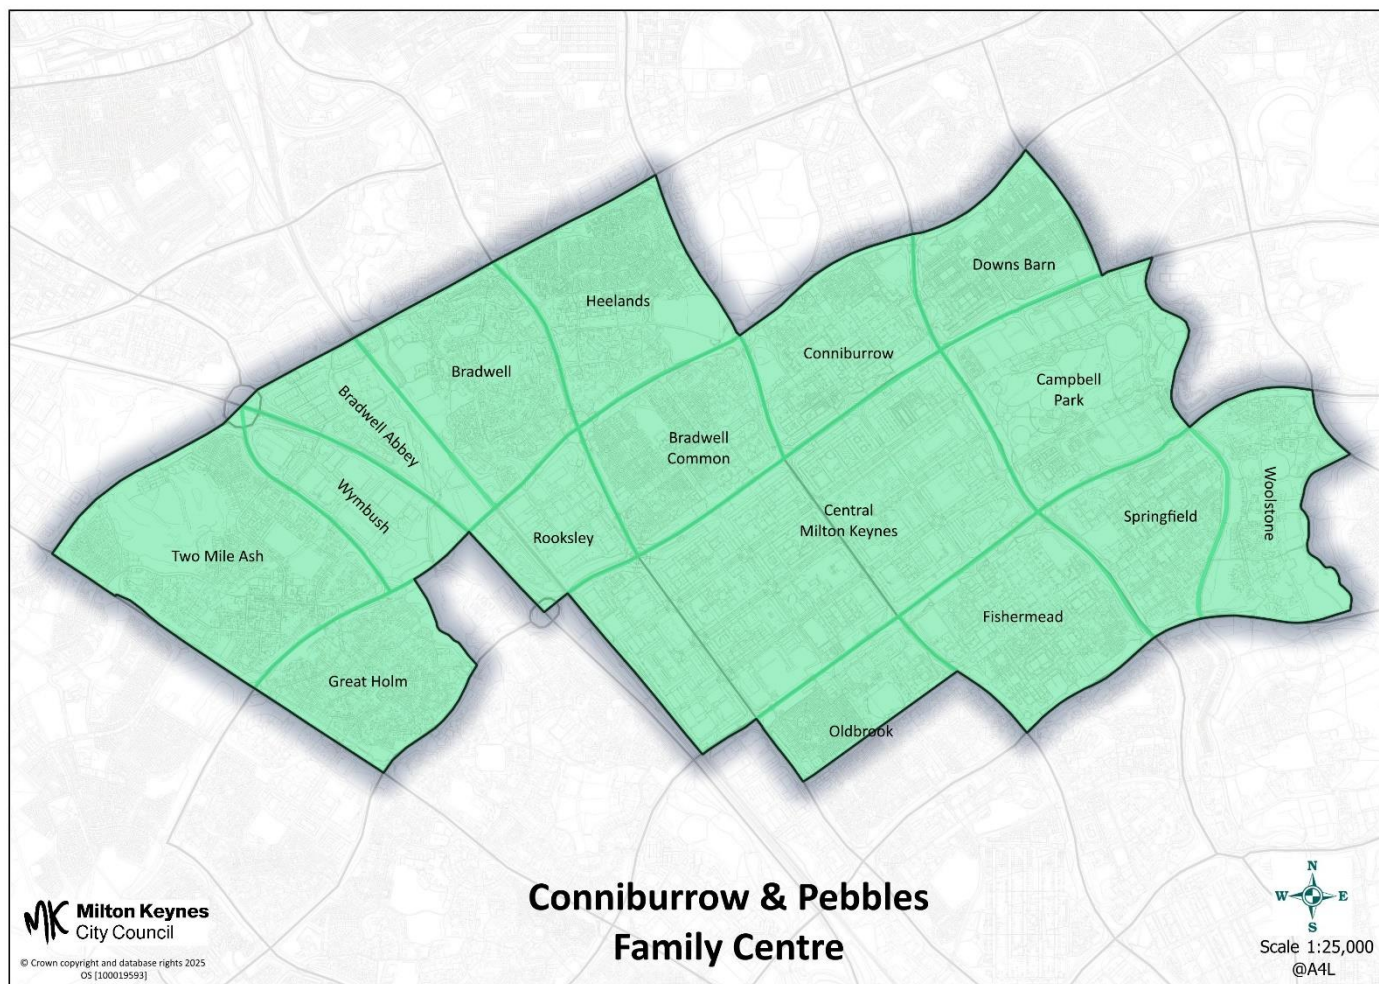 Downs Barn
Heelands
Conniburrow
Bradwell
Campbell
Park
Bradwell Abbey
Bradwell
Common
Wymbush
Woolstone
Central
Milton Keynes
Springfield
Rooksley
Two Mile Ash
Fishermead
Great Holm
Oldbrook
Conniburrow & Pebbles
Family Centre
MK Milton Keynes
City Council
© Crown copyright and database rights 2025
OS [100019593]
N
W E
S
Scale 1:25,000
@A4L